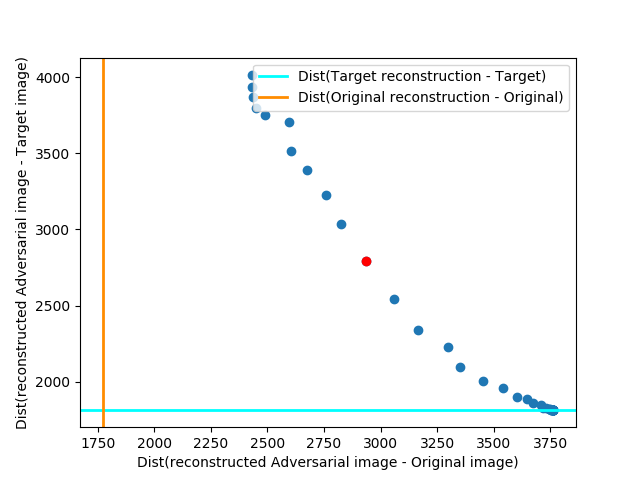 Dist(Target reconstruction - Target)
Dist(Original reconstruction - Original)
4000
3500
3000
2500
2000
Dist(reconstructed Adversarial image - Target image)
1750 2000 2250 2500 2750 3000 3250 3500 3750
Dist(reconstructed Adversarial image - Original image)